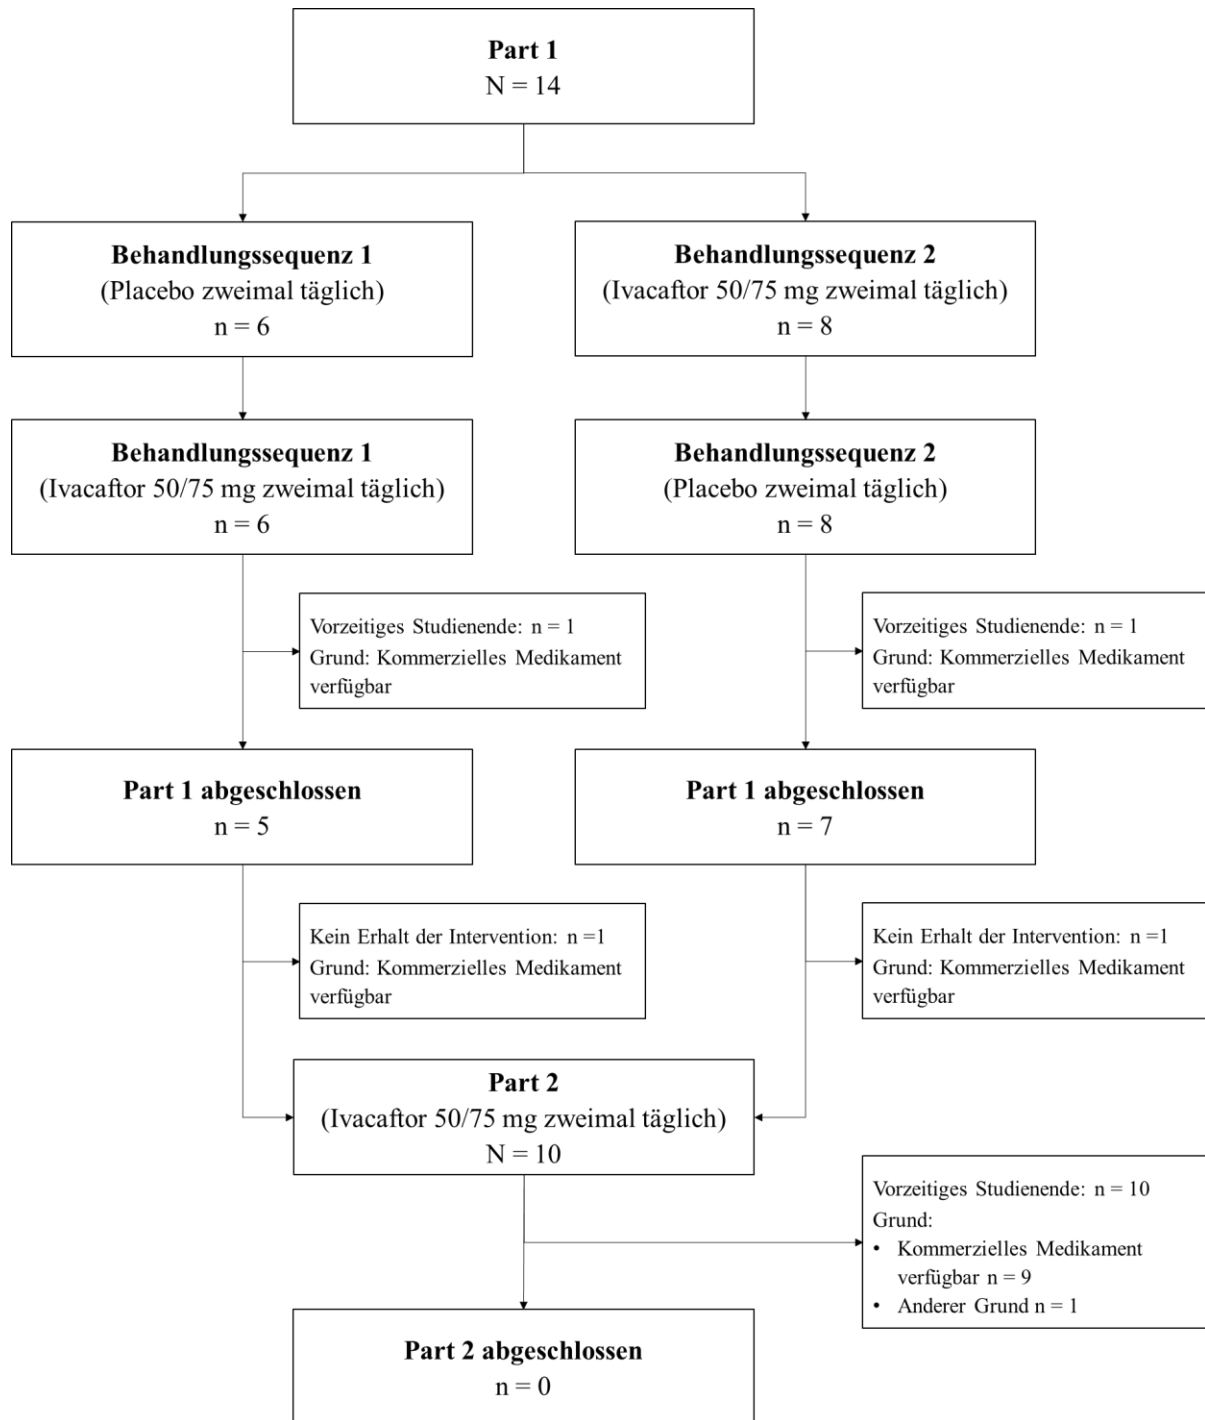 Part 1
N = 14
Behandlungssequenz 1
(Placebo zweimal täglich)
n = 6
Behandlungssequenz 2
(Ivacaftor 50/75 mg zweimal täglich)
n = 8
Behandlungssequenz 1
(Ivacaftor 50/75 mg zweimal täglich)
n = 6
Behandlungssequenz 2
(Placebo zweimal täglich)
n = 8
Vorzeitiges Studienende: n = 1
Grund: Kommerzielles Medikament
verfügbar
Vorzeitiges Studienende: n = 1
Grund: Kommerzielles Medikament
verfügbar
Part 1 abgeschlossen
n = 5
Part 1 abgeschlossen
n = 7
Kein Erhalt der Intervention: n =1
Grund: Kommerzielles Medikament
verfügbar
Kein Erhalt der Intervention: n =1
Grund: Kommerzielles Medikament
verfügbar
Part 2
(Ivacaftor 50/75 mg zweimal täglich)
N = 10
Vorzeitiges Studienende: n = 10
Grund:
• Kommerzielles Medikament
verfügbar n = 9
• Anderer Grund n = 1
Part 2 abgeschlossen
n = 0